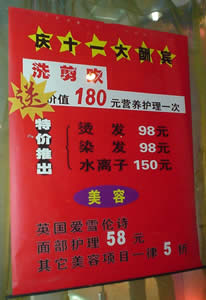 庆十一大酬宾
洗剪吹
送价值180元营养护理一次
特价推出
烫发 98元
染发 98元
水离子 150元
美容
英国爱雪伦诗
面部护理58元
其它美容项目一律5折